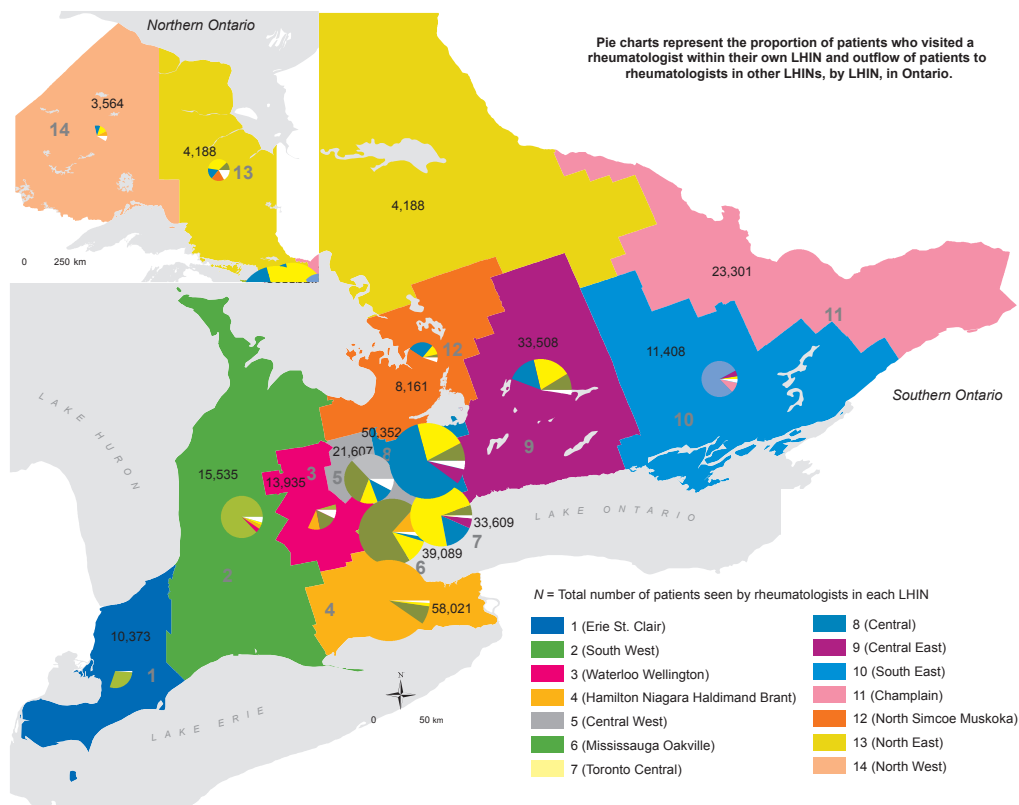 Northern Ontario
Pie charts represent the proportion of patients who visited a
rheumatologist within their own LHIN and outflow of patients to
rheumatologists in other LHINs, by LHIN, in Ontario.
3,564
14
4,188
13
4,188
0 250 km
23,301
11
33,508
12
11,408
8,161
Southern Ontario
10
LAKE HURON
50,352
9
21,607
8
3
5
15,535
13,935
33,609
LAKE ONTARIO
7
39,089
6
2
4
58,021
N = Total number of patients seen by rheumatologists in each LHIN
10,373
1
1 (Erie St. Clair)
2 (South West)
3 (Waterloo Wellington)
4 (Hamilton Niagara Haldimand Brant)
5 (Central West)
6 (Mississauga Oakville)
7 (Toronto Central)
8 (Central)
9 (Central East)
10 (South East)
11 (Champlain)
12 (North Simcoe Muskoka)
13 (North East)
14 (North West)
N
0 50 km
LAKE ERIE